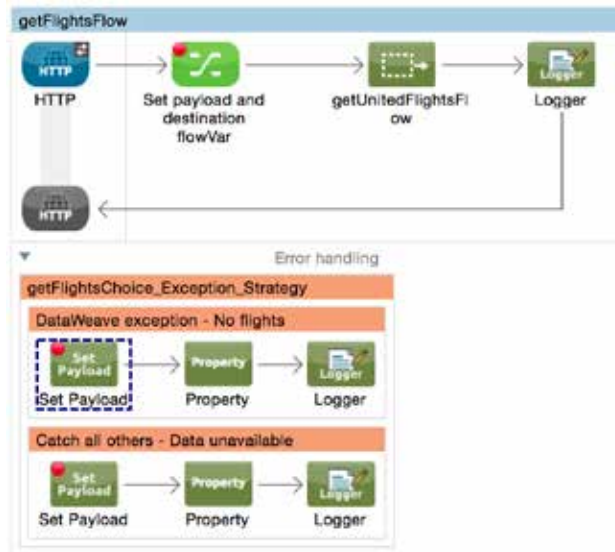 getFlightsFlow
HTTP
Logger
HTTP
Set payload and
destination
flowVar
getUnitedFlightsFl
ow
Logger
HTTP
Error handling
getFlightsChoice_Exception_Strategy
DataWeave exception - No flights
Set
Payload
Property
Logger
Set Payload
Property
Logger
Catch all others - Data unavailable
Set
Payload
Property
Logger
Set Payload
Property
Logger